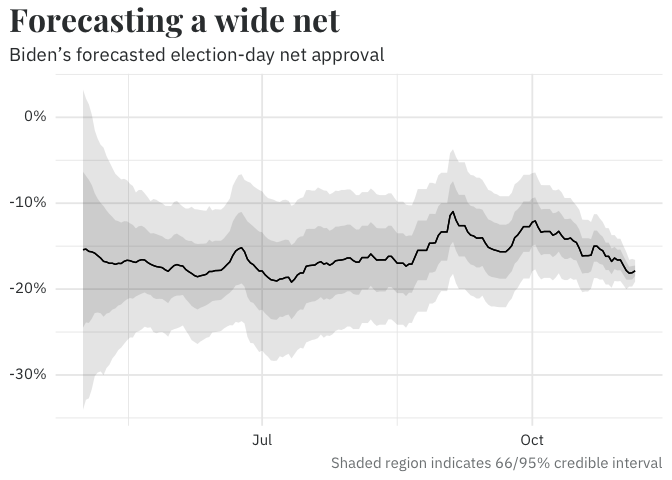 Forecasting a wide net
Biden’s forecasted election-day net approval
0%
-10%
-20%
-30%
Jul
Oct
Shaded region indicates 66/95% credible interval